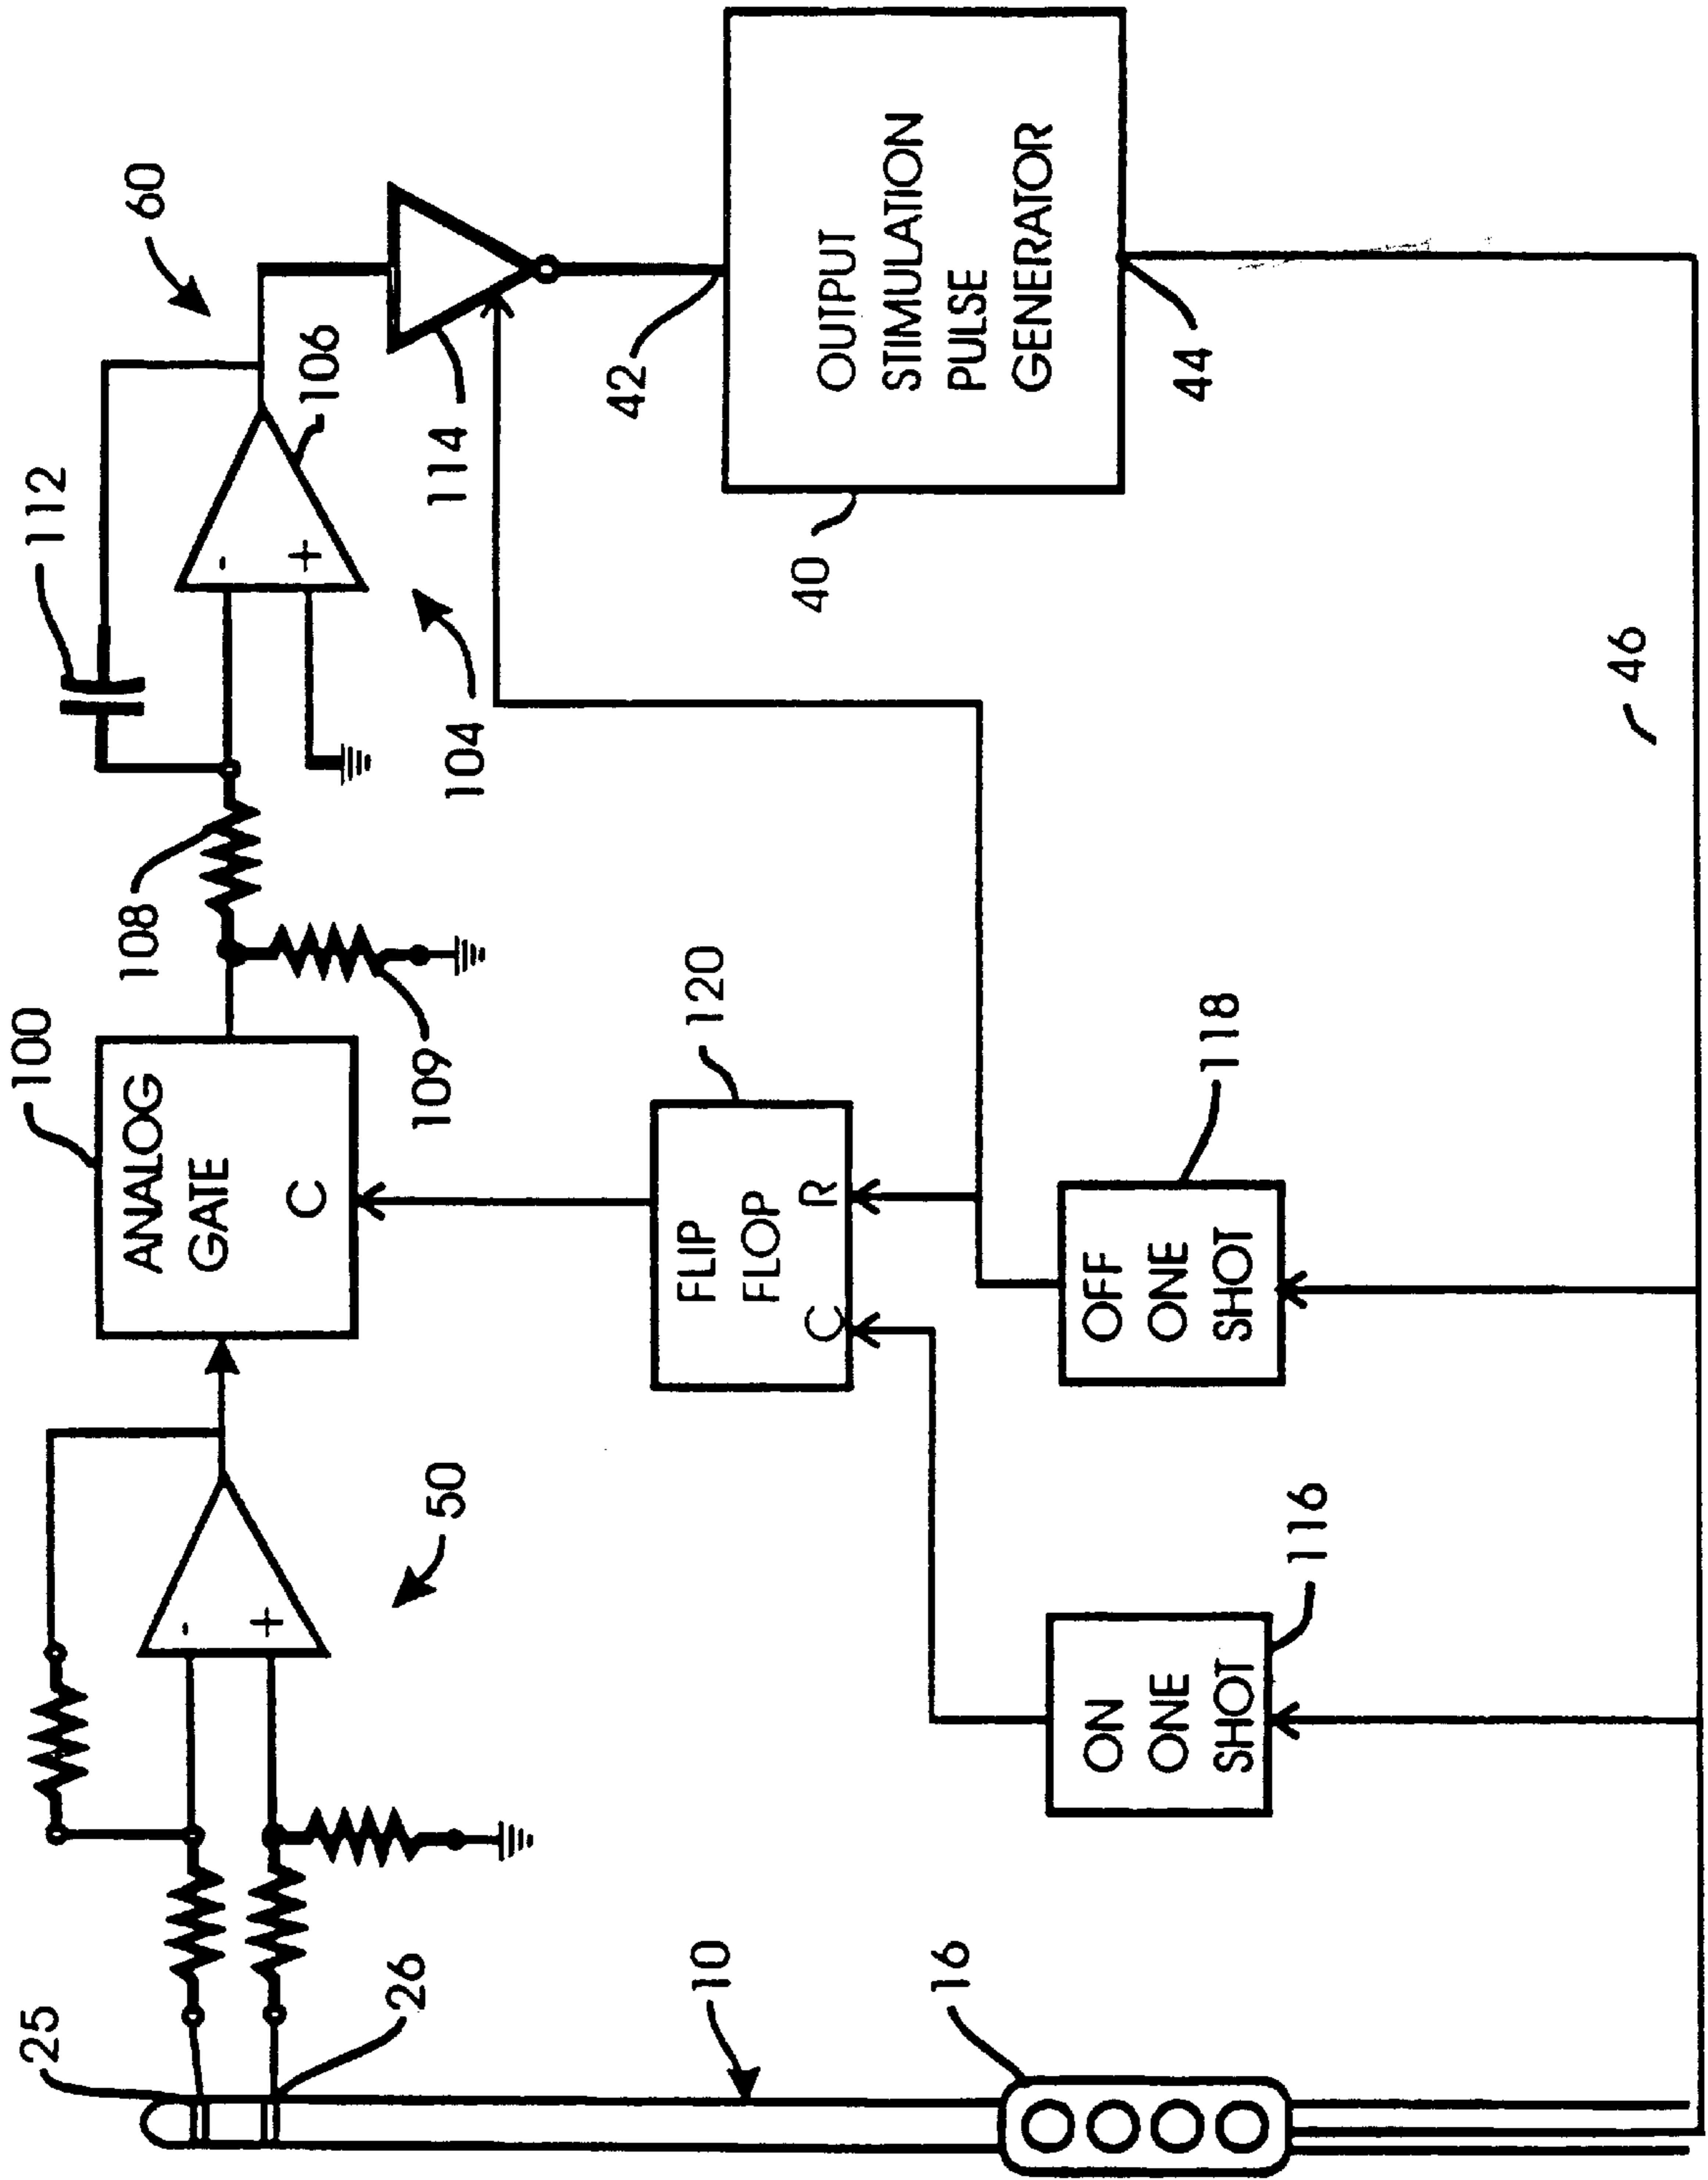 25
100
112
108
60
ANALOG
GATE
C
-
+
-
+
106
26
50
109
104
114
42
FLIP
FLOP
C
R
120
10
40
OUTPUT
STIMULATION
PULSE
GENERATOR
16
ON
ONE
SHOT
OFF
ONE
SHOT
44
118
116
46